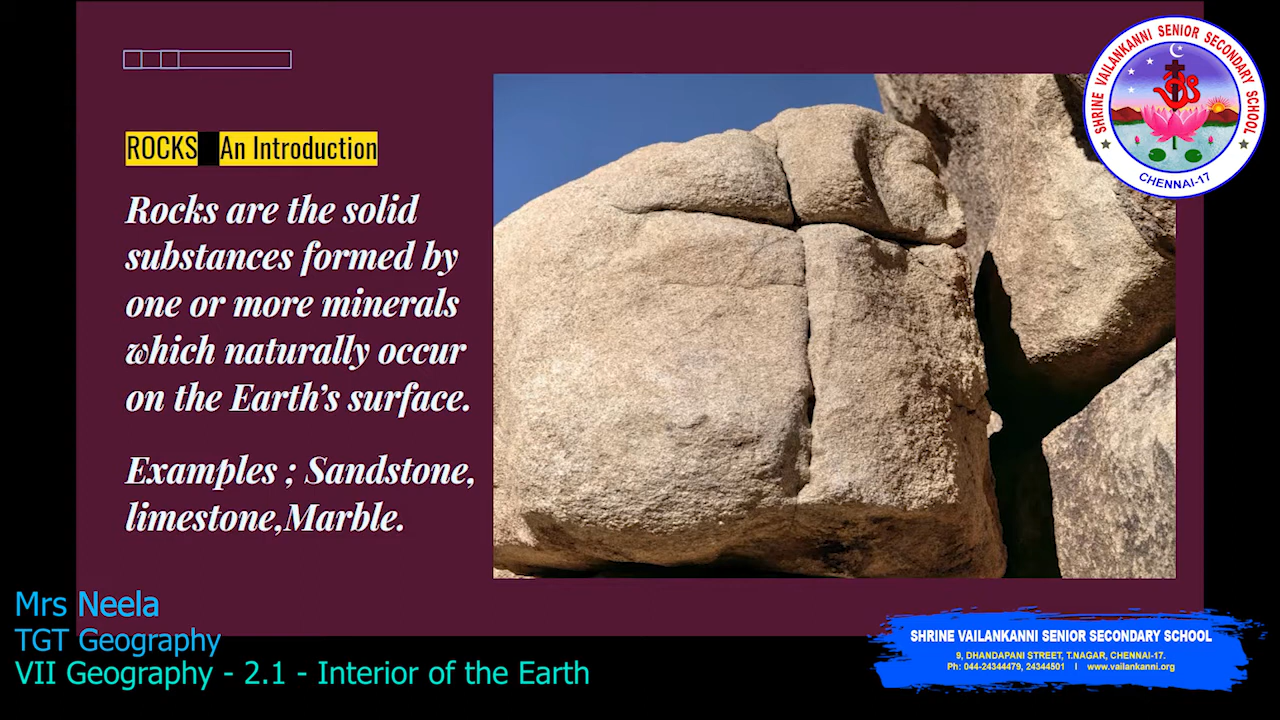 ROCKS An Introduction
Rocks are the solid
substances formed by
one or more minerals
which naturally occur
on the Earth's surface.
Examples ; Sandstone,
limestone,Marble.
SHRINE VAILANKANNI SENIOR SECONDARY SCHOOL
CHENNAI-17
Mrs Neela
TGT Geography
VII Geography - 2.1 - Interior of the Earth
SHRINE VAILANKANNI SENIOR SECONDARY SCHOOL
9, DHANDAPANI STREET, T.NAGAR, CHENNAI-17.
Ph: 044-24344479, 24344501 I www.vailankanni.org